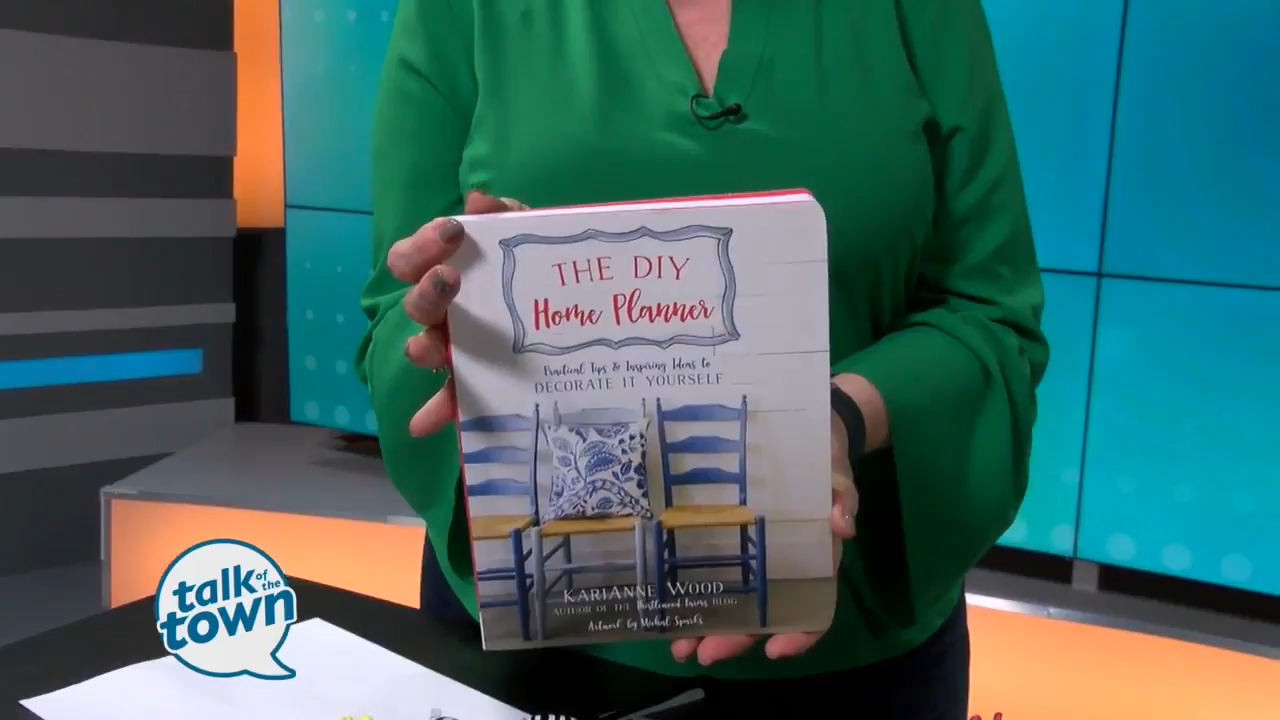 THE DIY
Home Planner
Practical Tips & Inspiring Ideas to
DECORATE IT YOURSELF
KARIANNE WOOD
AUTHOR OF THE Thistlewood Farms BLOG
Artwork by Michal Sparks
talk of the
town